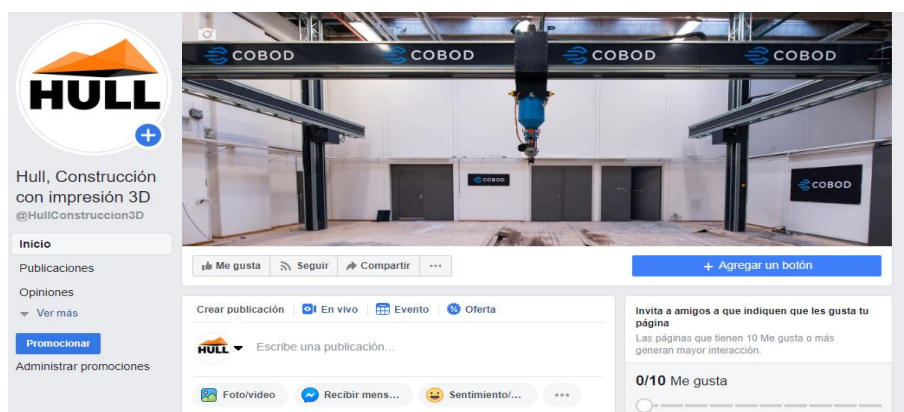 HULL
COBOD COBOD COBOD COBOD
COBOD
COBOD
Hull, Construcción
con impresión 3D
@HullConstruccion3D
Inicio
Publicaciones
Opiniones
Ver más
Promocionar
Administrar promociones
Me gusta Seguir Compartir ...
+ Agregar un botón
Crear publicación En vivo Evento Oferta
HULL Escribe una publicación...
Foto/video Recibir mens... Sentimiento/... ...
Invita a amigos a que indiquen que les gusta tu
página
Las páginas que tienen 10 Me gusta o más
generan mayor interacción.
0/10 Me gusta